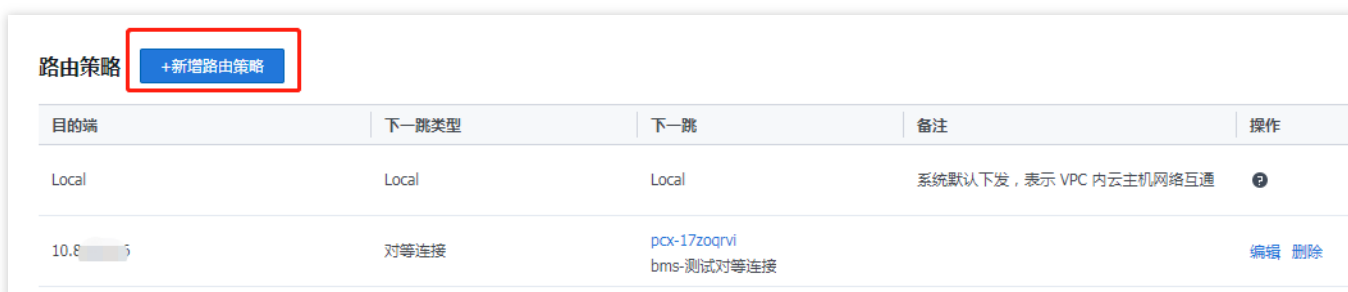 路由策略 +新增路由策略
目的端 下一跳类型 下一跳 备注 操作
Local Local Local 系统默认下发，表示 VPC 内云主机网络互通
对等连接 pcx-17zoqrvi 编辑 删除
bms-测试对等连接